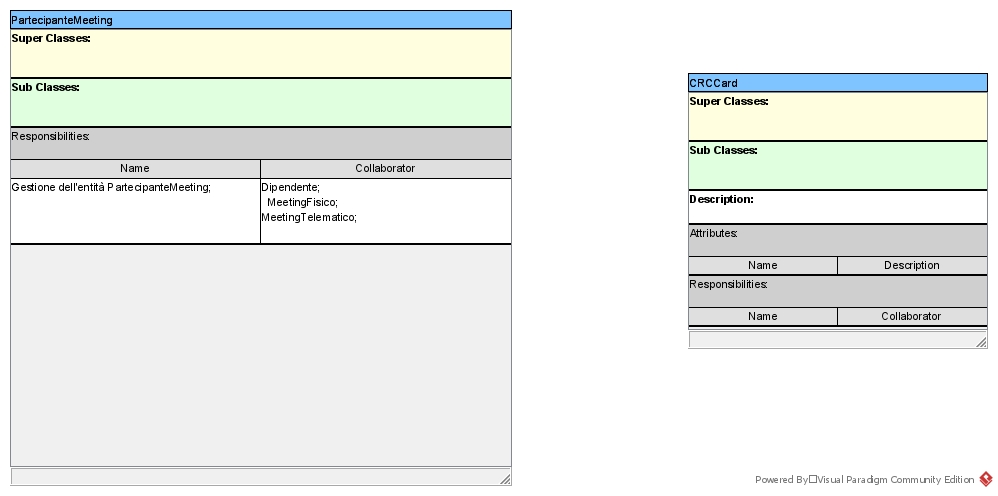 PartecipanteMeeting
Super Classes:
Sub Classes:
Responsibilities:
Name Collaborator
Gestione dell'entità PartecipanteMeeting; Dipendente;
MeetingFisico;
MeetingTelematico;
CRCCard
Super Classes:
Sub Classes:
Description:
Attributes:
Name Description
Responsibilities:
Name Collaborator
Powered By□Visual Paradigm Community Edition